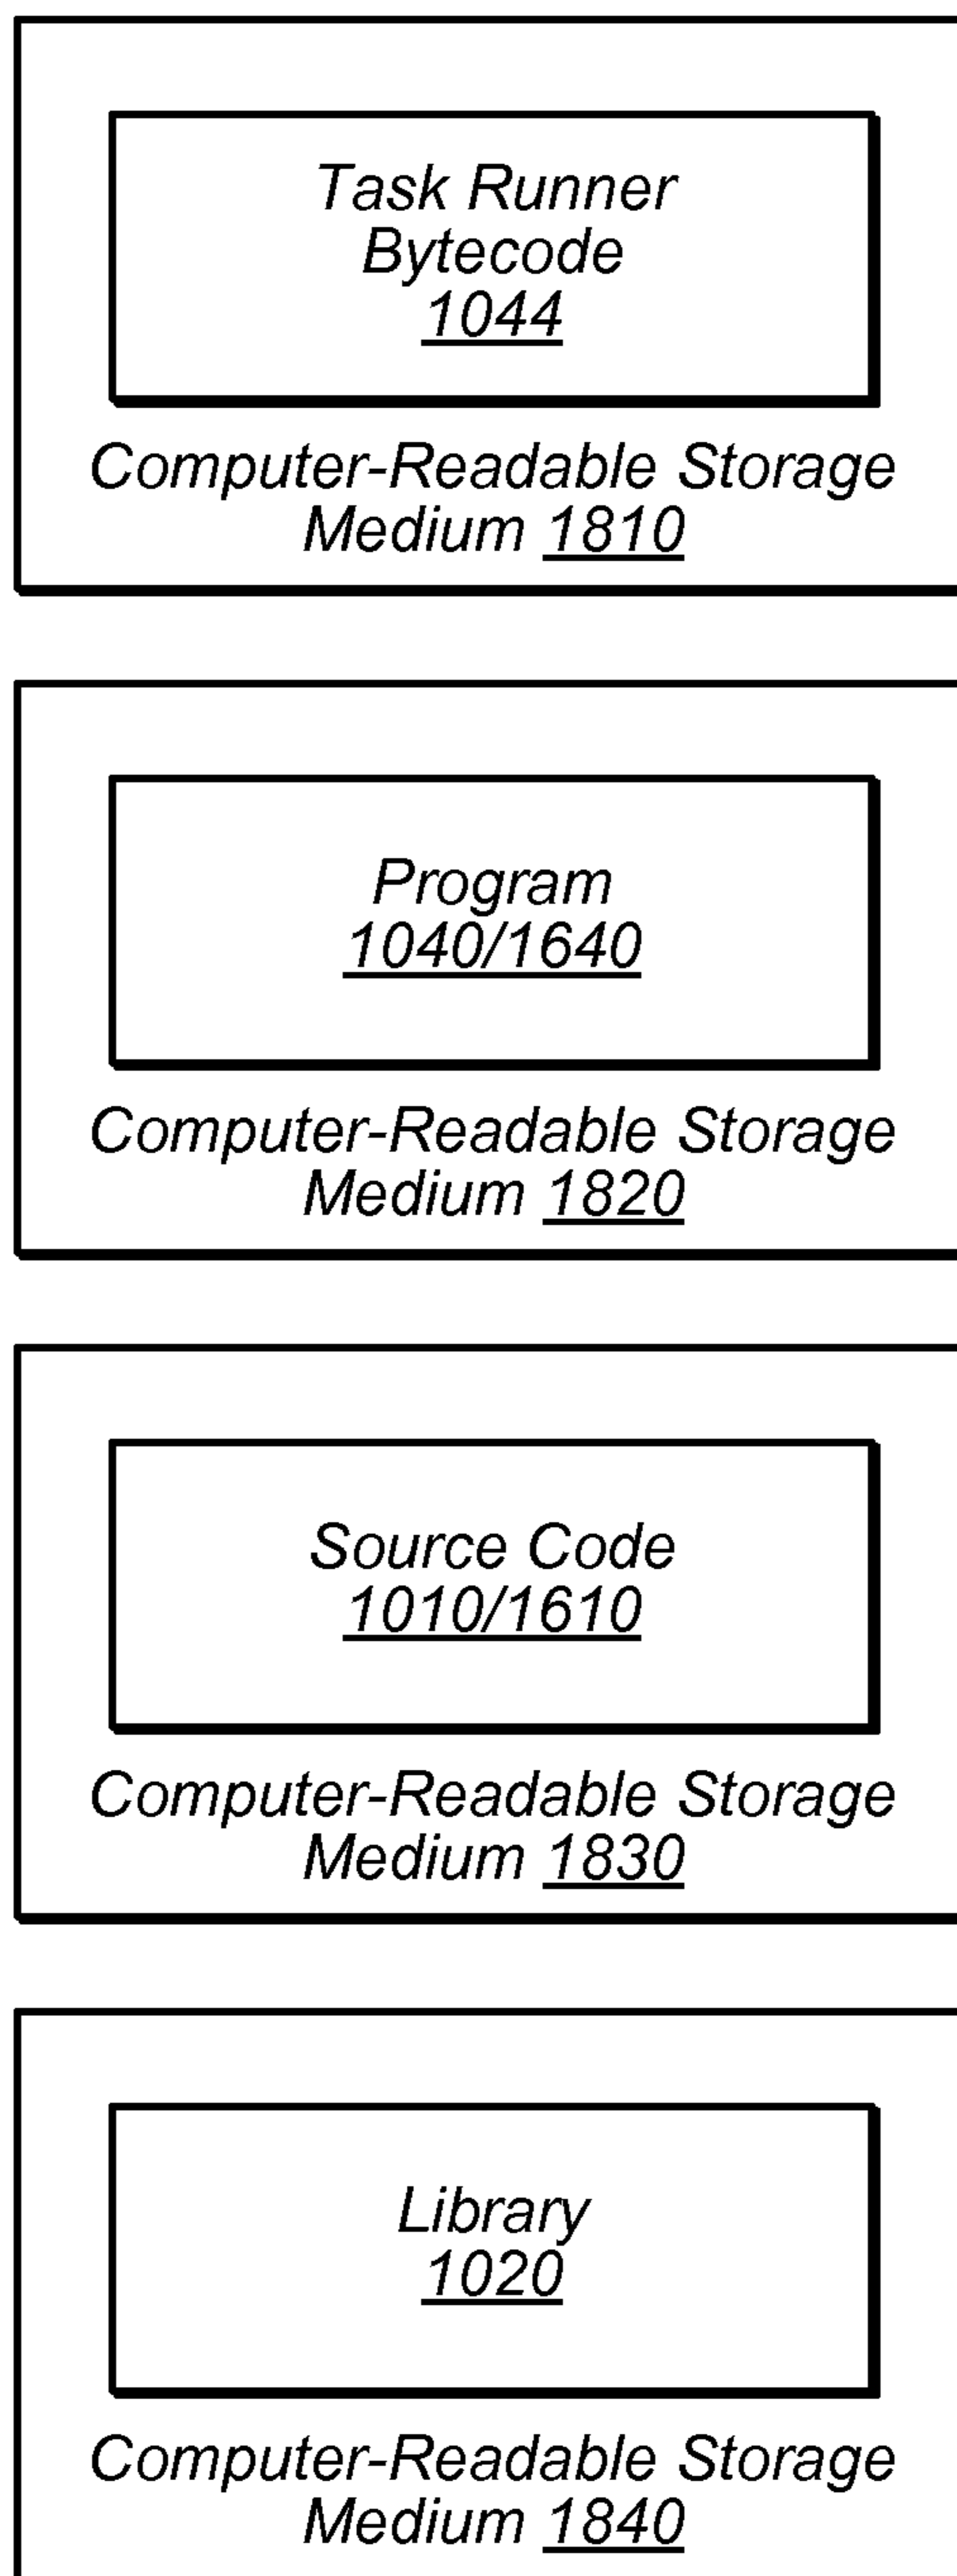 Task Runner
Bytecode
1044
Computer-Readable Storage
Medium 1810
Program
1040/1640
Computer-Readable Storage
Medium 1820
Source Code
1010/1610
Computer-Readable Storage
Medium 1830
Library
1020
Computer-Readable Storage
Medium 1840